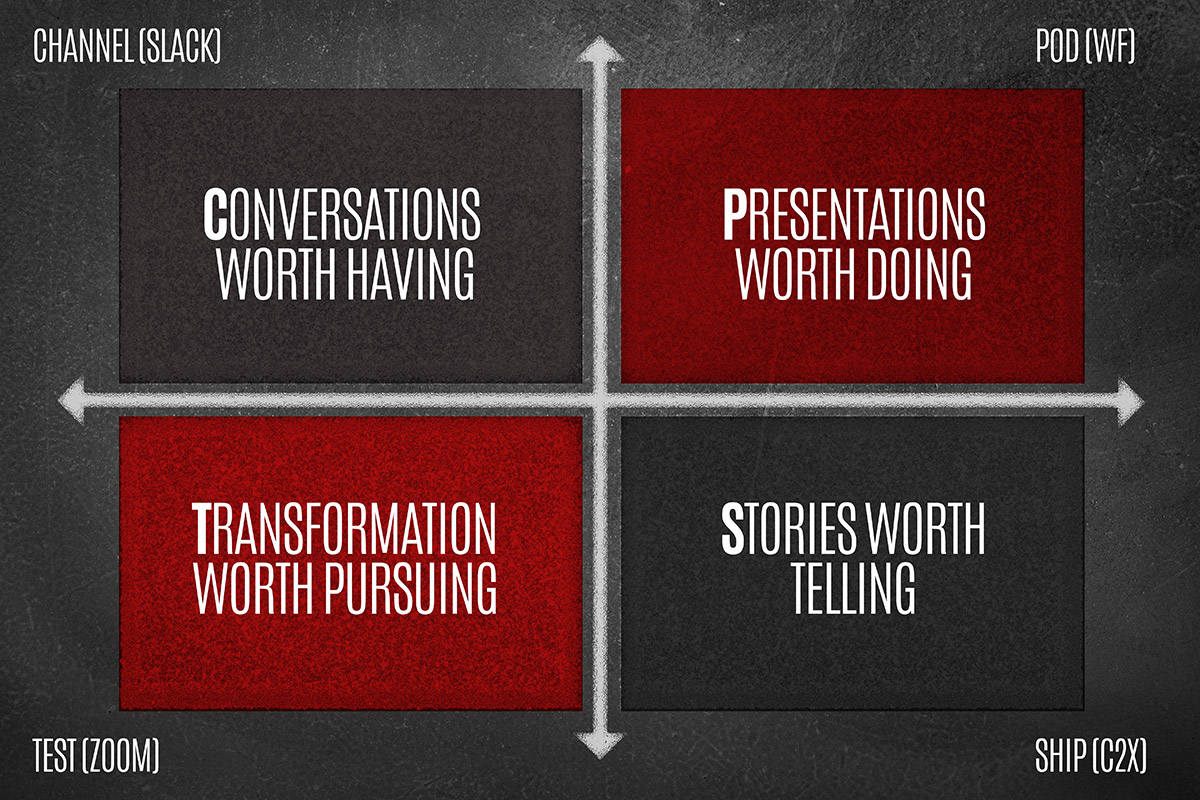 CHANNEL (SLACK)
POD (WF)
CONVERSATIONS
WORTH HAVING
PRESENTATIONS
WORTH DOING
TRANSFORMATION
WORTH PURSUING
STORIES WORTH
TELLING
TEST (ZOOM)
SHIP (C2X)